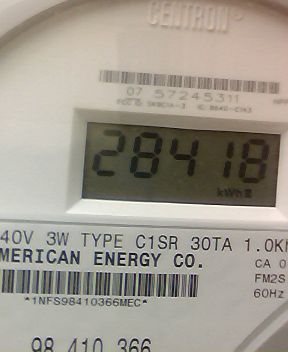 CENTRON®
07 57245311
28418
kWh
40V 3W TYPE C1SR 30TA 1.0K
MERICAN ENERGY CO.
CA 0
FM2S
*1NFS98410366MEC*
60Hz
98 410 366